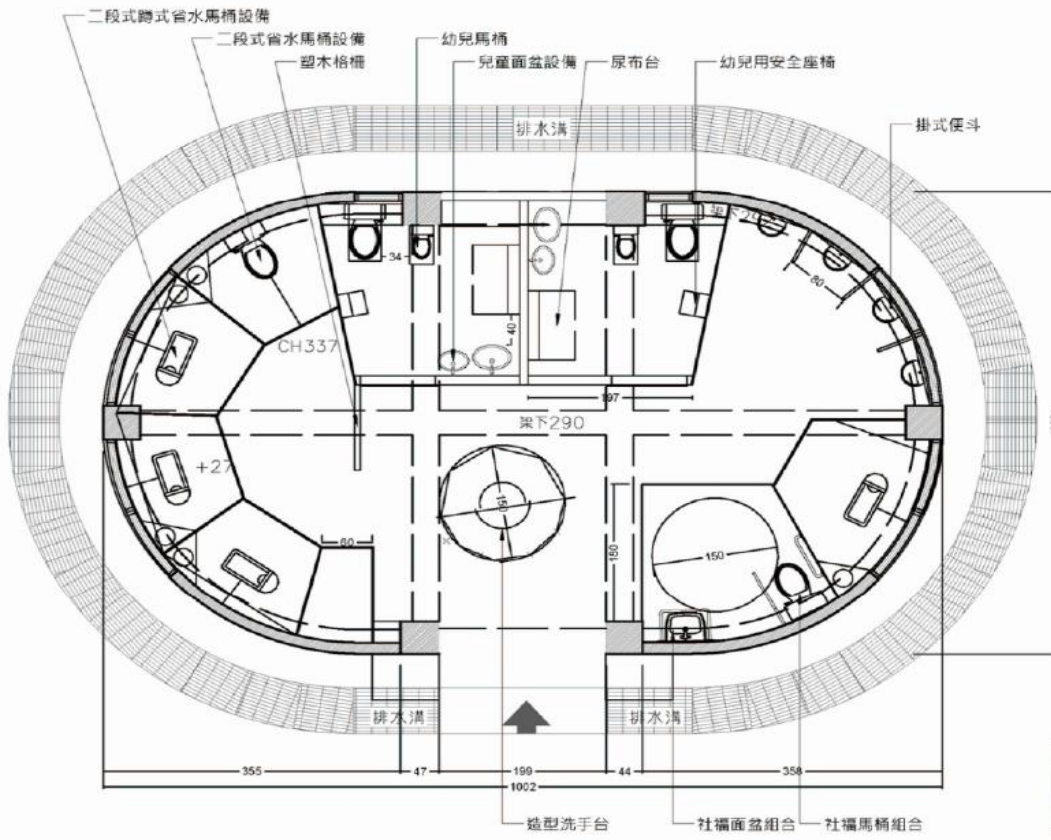 二段式蹲式省水馬桶設備
二段式省水馬桶設備
塑木格柵
幼兒馬桶
兒童面盆設備
尿布台
幼兒用安全座椅
掛式便斗
排水溝
34
80
40
CH337
197
架下290
+27
150
60
180
150
排水溝
排水溝
355
47
199
44
358
1002
造型洗手台
社福面盆組合
社福馬桶組合